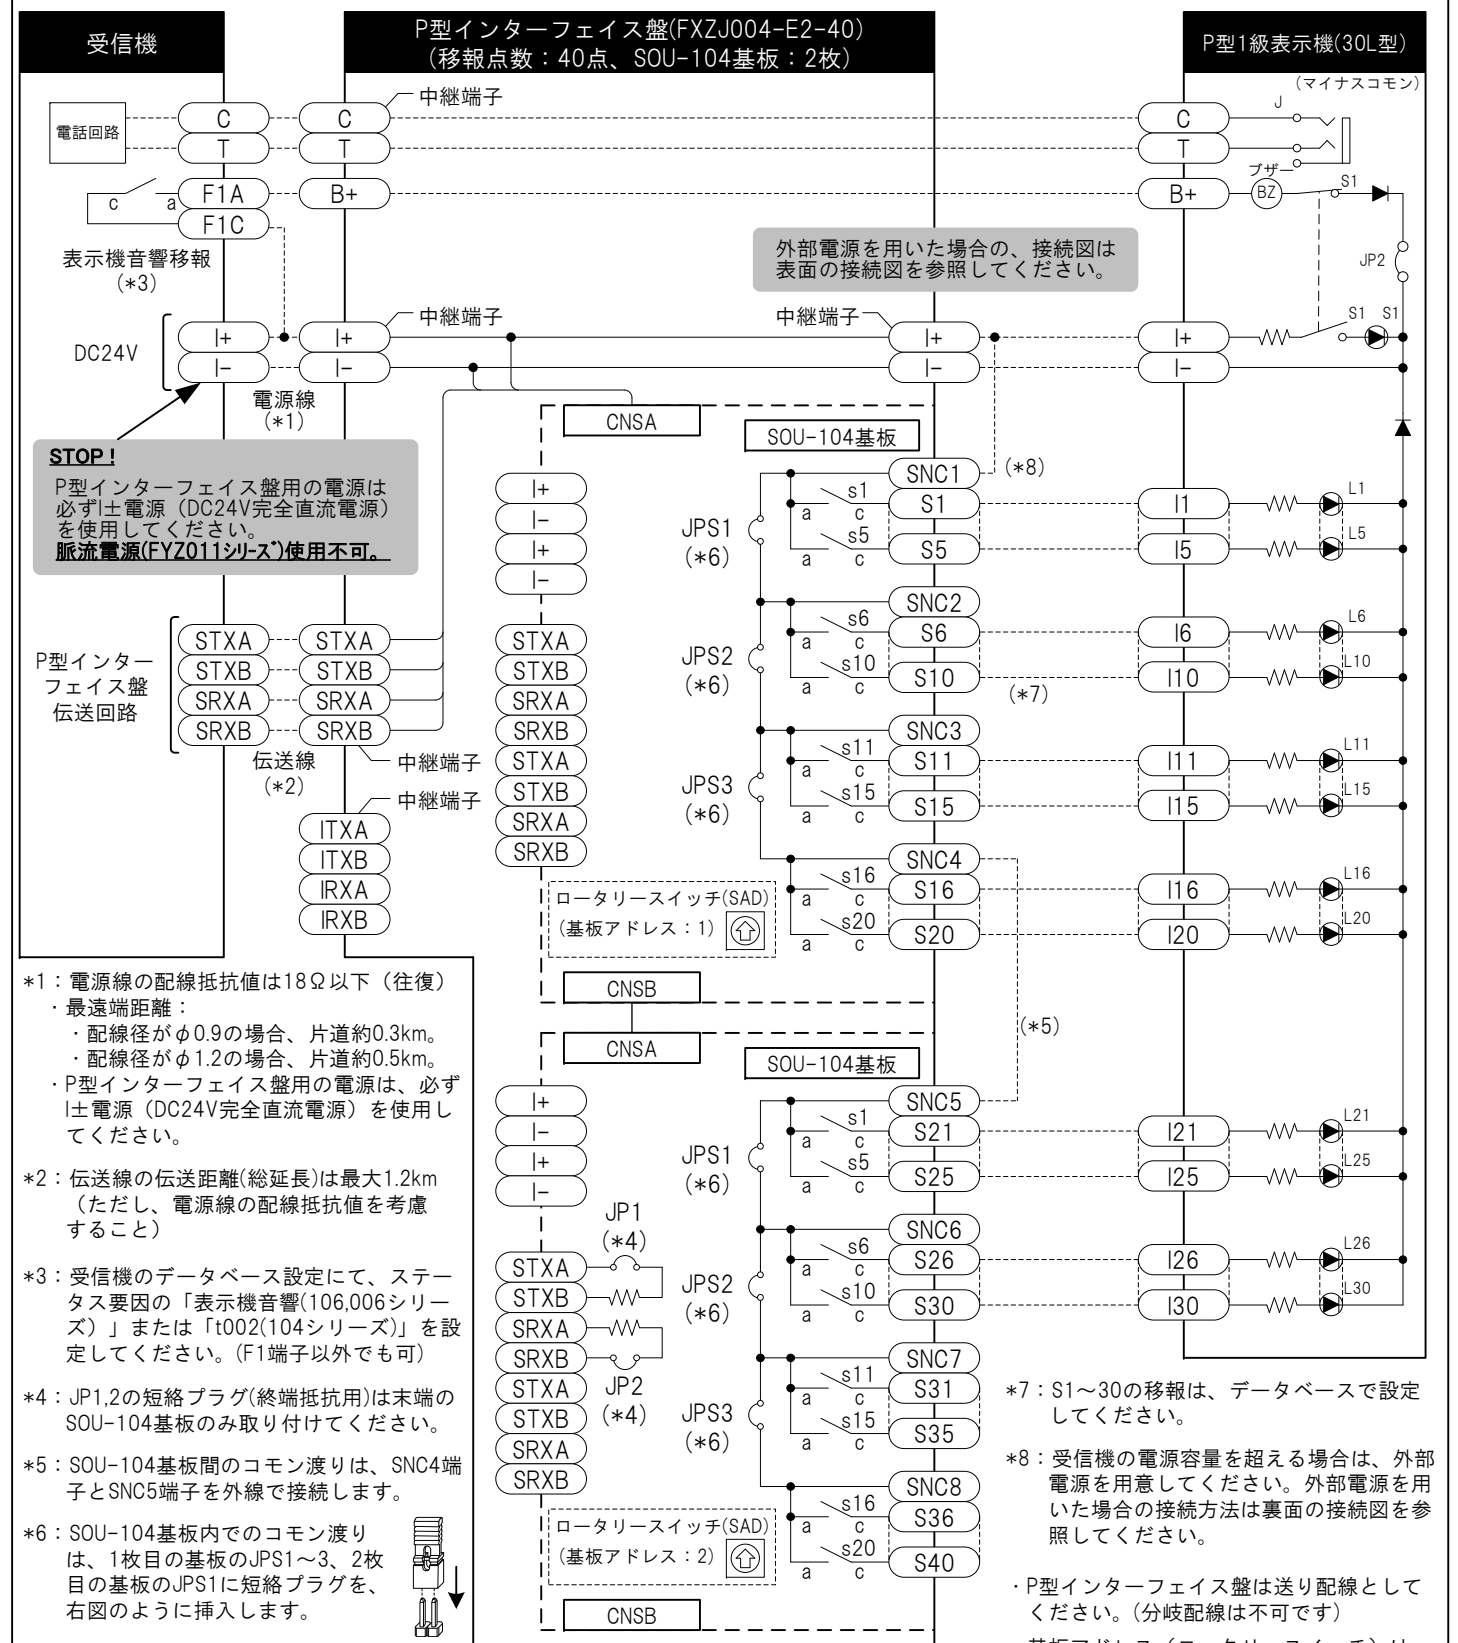 受信機
P型インターフェイス盤(FXZJ004-E2-40)
(移報点数：40点、SOU-104基板：2枚)
P型1級表示機(30L型)
(マイナスコモン)
中継端子
電話回路
C
C
C
J
T
T
T
ブザー
c
a
F1A
B+
B+
BZ
S1
F1C
表示機音響移報
(*3)
外部電源を用いた場合の、接続図は
表面の接続図を参照してください。
JP2
中継端子
中継端子
DC24V
I+
I+
I+
I+
S1
S1
I-
I-
I-
I-
電源線
(*1)
CNSA
SOU-104基板
STOP !
P型インターフェイス盤用の電源は
必ずI±電源（DC24V完全直流電源）
を使用してください。
脈流電源(FYZ011ｼﾘｰｽﾞ)使用不可。
I+
I-
I+
I-
SNC1
(*8)
JPS1
(*6)
a
s1
c
S1
I1
L1
a
s5
c
S5
I5
L5
SNC2
JPS2
(*6)
a
s6
c
S6
I6
L6
a
s10
c
S10
(*7)
I10
L10
P型インター
フェイス盤
伝送回路
STXA
STXA
STXB
STXB
SRXA
SRXA
SRXB
SRXB
伝送線
(*2)
中継端子
中継端子
ITXA
ITXB
IRXA
IRXB
STXA
STXB
SRXA
SRXB
STXA
STXB
SRXA
SRXB
SNC3
JPS3
(*6)
a
s11
c
S11
I11
L11
a
s15
c
S15
I15
L15
SNC4
a
s16
c
S16
I16
L16
a
s20
c
S20
I20
L20
ロータリースイッチ(SAD)
(基板アドレス：1)
CNSB
(*5)
CNSA
SOU-104基板
I+
I-
I+
I-
SNC5
JPS1
(*6)
a
s1
c
S21
I21
L21
a
s5
c
S25
I25
L25
JP1
(*4)
STXA
STXB
SRXA
SRXB
JP2
(*4)
STXA
STXB
SRXA
SRXB
SNC6
JPS2
(*6)
a
s6
c
S26
I26
L26
a
s10
c
S30
I30
L30
SNC7
JPS3
(*6)
a
s11
c
S31
a
s15
c
S35
SNC8
a
s16
c
S36
a
s20
c
S40
ロータリースイッチ(SAD)
(基板アドレス：2)
CNSB
*1：電源線の配線抵抗値は18Ω以下（往復）
・最遠端距離：
・配線径がφ0.9の場合、片道約0.3km。
・配線径がφ1.2の場合、片道約0.5km。
・P型インターフェイス盤用の電源は、必ず
I±電源（DC24V完全直流電源）を使用し
てください。
*2：伝送線の伝送距離(総延長)は最大1.2km
（ただし、電源線の配線抵抗値を考慮
すること）
*3：受信機のデータベース設定にて、ステー
タス要因の「表示機音響(106,006シリー
ズ）」または「t002(104シリーズ)」を設
定してください。(F1端子以外でも可)
*4：JP1,2の短絡プラグ(終端抵抗用)は末端の
SOU-104基板のみ取り付けてください。
*5：SOU-104基板間のコモン渡りは、SNC4端
子とSNC5端子を外線で接続します。
*6：SOU-104基板内でのコモン渡り
は、1枚目の基板のJPS1～3、2枚
目の基板のJPS1に短絡プラグを、
右図のように挿入します。
*7：S1～30の移報は、データベースで設定
してください。
*8：受信機の電源容量を超える場合は、外部
電源を用意してください。外部電源を用
いた場合の接続方法は裏面の接続図を参
照してください。
・P型インターフェイス盤は送り配線として
ください。(分岐配線は不可です)